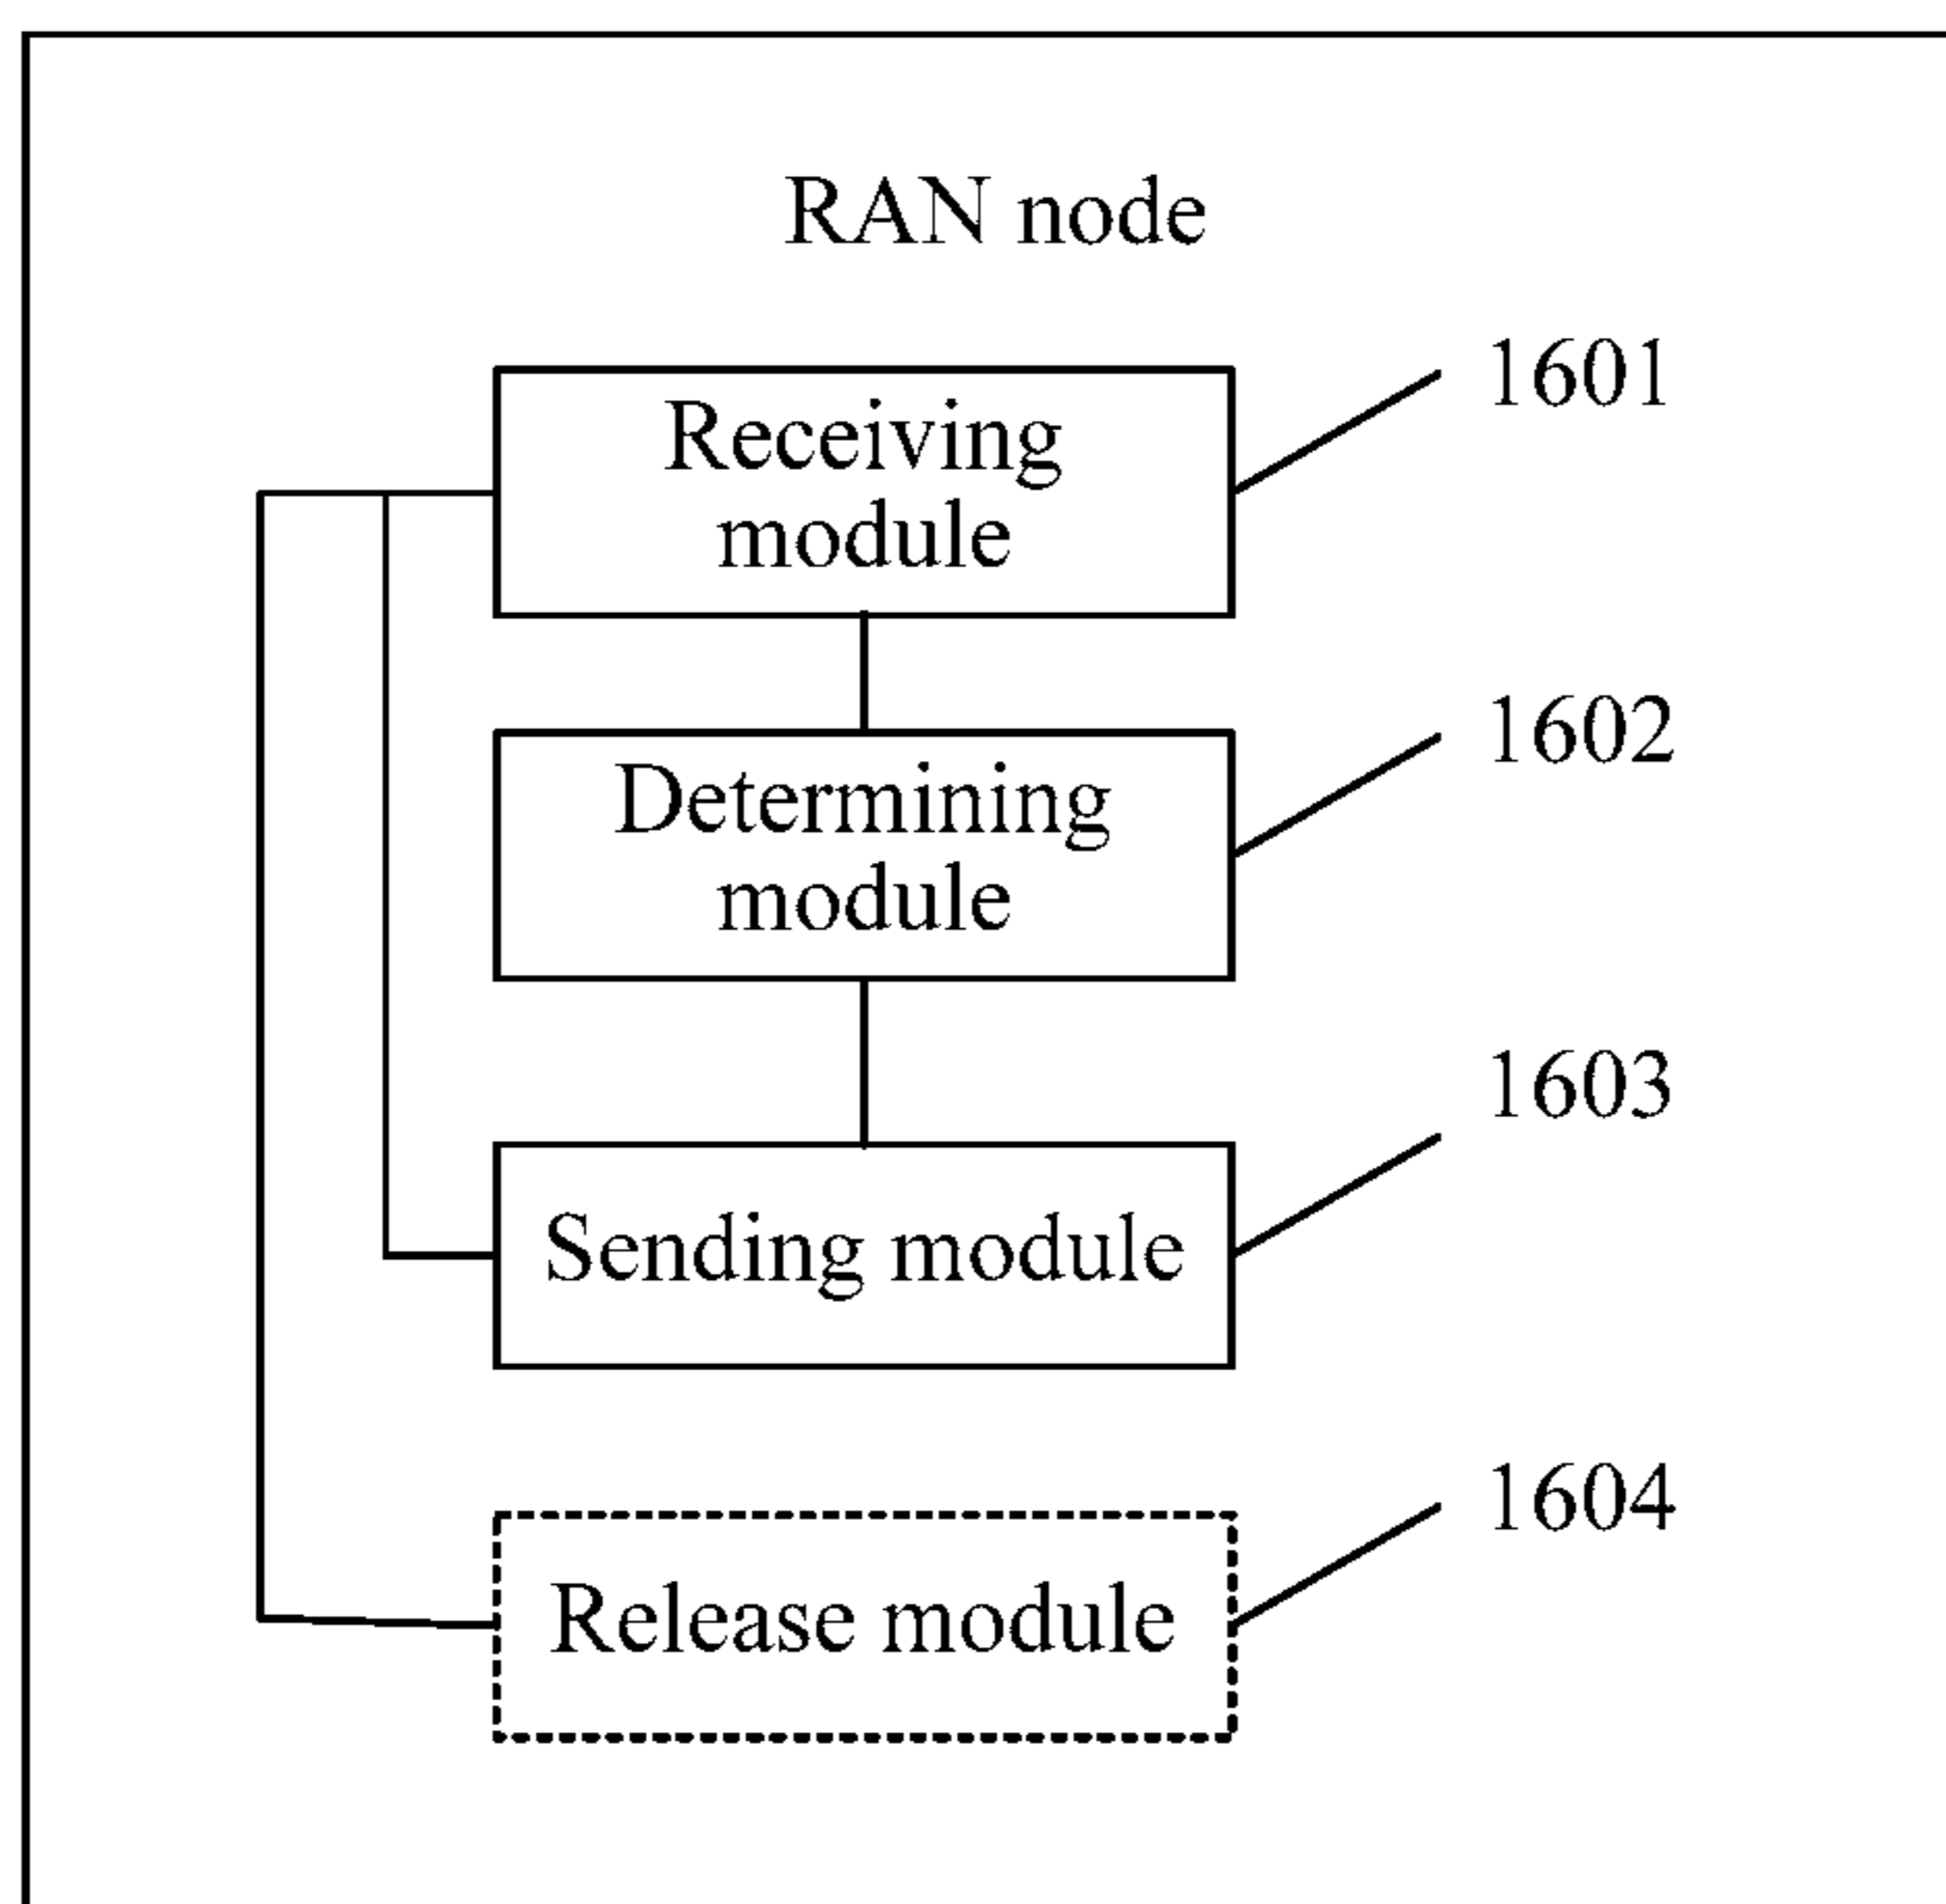 RAN node
1601
Receiving
module
1602
Determining
module
1603
Sending module
1604
Release module